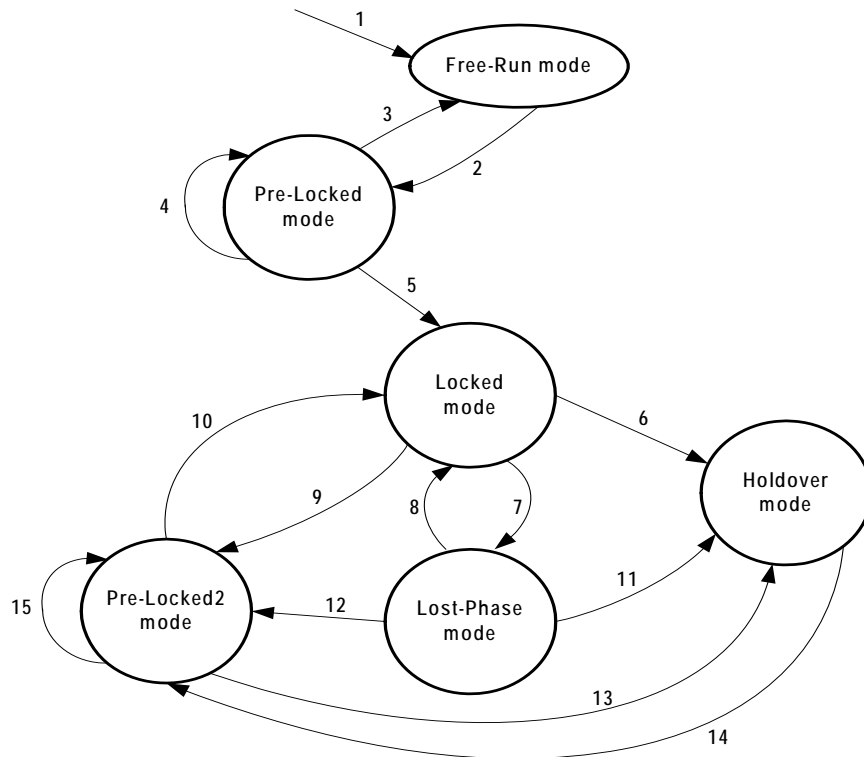 1
Free-Run mode
3
2
Pre-Locked
mode
4
5
Locked
mode
10
6
Holdover
mode
9
8
7
11
Pre-Locked2
mode
15
12
Lost-Phase
mode
13
14